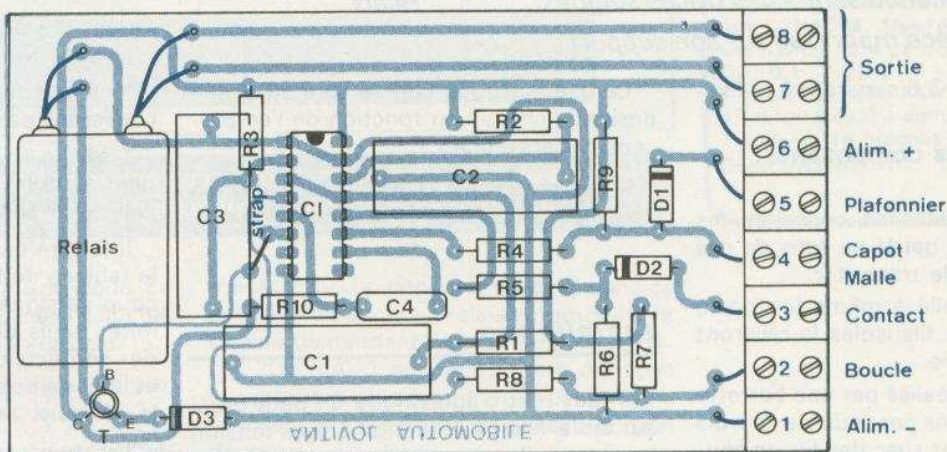 8
Sortie
7
6 Alim. +
5 Plafonnier
4 Capot
Malle
3 Contact
2 Boucle
1 Alim. −
Relais
C3
R3
strap
CI
R2
C2
R9
D1
R4
D2
R5
R10
C4
R1
C1
R8
R6
R7
B
C
E
T
D3
ANTIVOL AUTOMOBILE